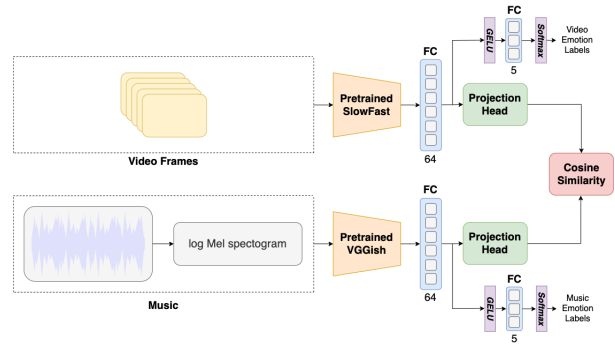 FC
GELU
Softmax
Video
Emotion
Labels
5
FC
Pretrained
SlowFast
Projection
Head
64
Video Frames
Cosine
Similarity
FC
log Mel spectrogram
Pretrained
VGGish
Projection
Head
64
Music
FC
GELU
Softmax
Music
Emotion
Labels
5